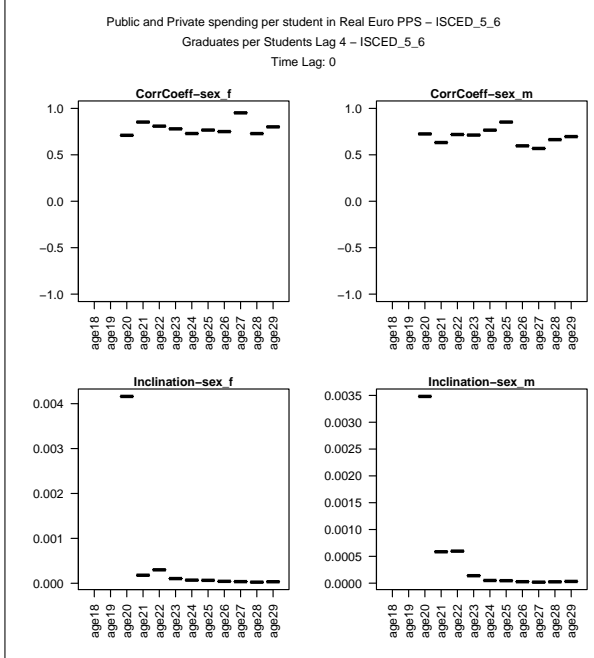 Public and Private spending per student in Real Euro PPS − ISCED_5_6
Graduates per Students Lag 4 − ISCED_5_6
Time Lag: 0
CorrCoeff−sex_f
1.0
0.5
0.0
−0.5
−1.0
age18
age19
age20
age21
age22
age23
age24
age25
age26
age27
age28
age29
CorrCoeff−sex_m
1.0
0.5
0.0
−0.5
−1.0
age18
age19
age20
age21
age22
age23
age24
age25
age26
age27
age28
age29
Inclination−sex_f
0.004
0.003
0.002
0.001
0.000
age18
age19
age20
age21
age22
age23
age24
age25
age26
age27
age28
age29
Inclination−sex_m
0.0035
0.0030
0.0025
0.0020
0.0015
0.0010
0.0005
0.0000
age18
age19
age20
age21
age22
age23
age24
age25
age26
age27
age28
age29